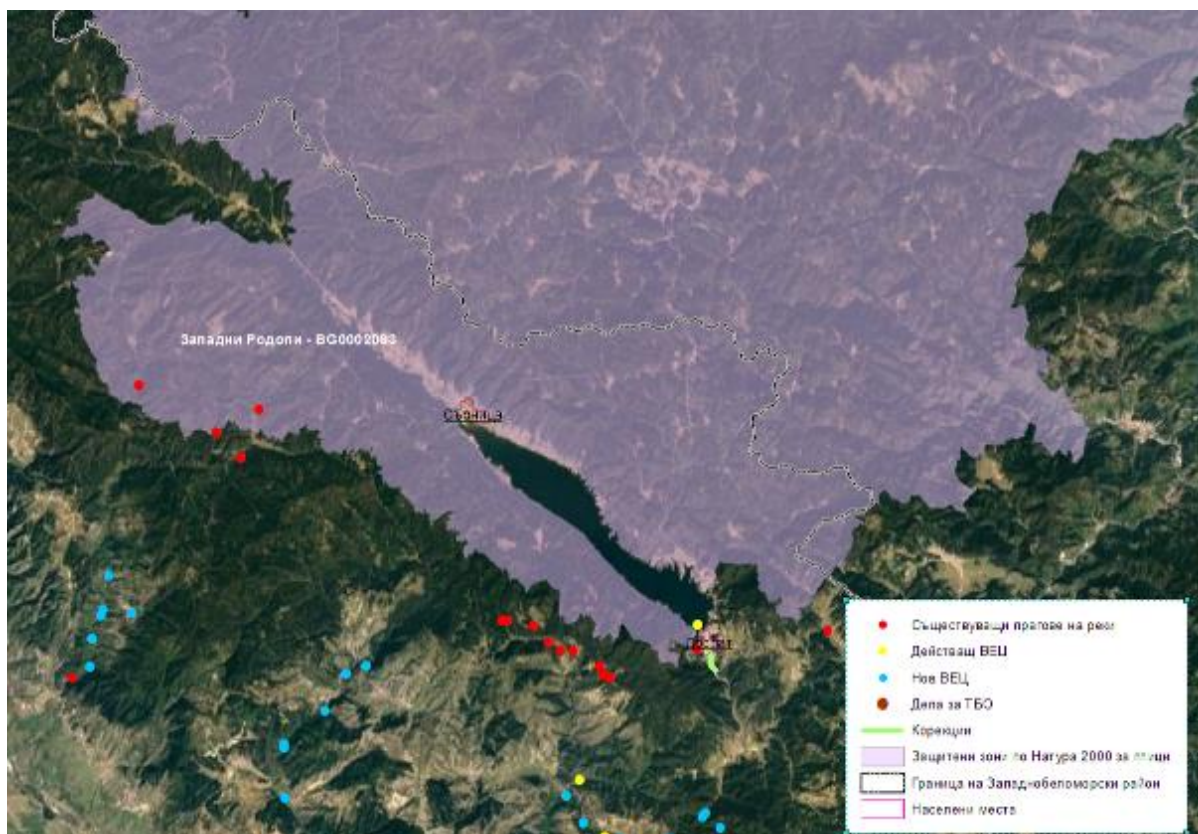 Западни Родопи - BG0002063
Сърница
Съществуващи прагове на реки
Действащ ВЕЦ
Нов ВЕЦ
Депа за ТБО
Корекции
Защитени зони по Натура 2000 за птици
Граница на Западнобеломорски район
Населени места